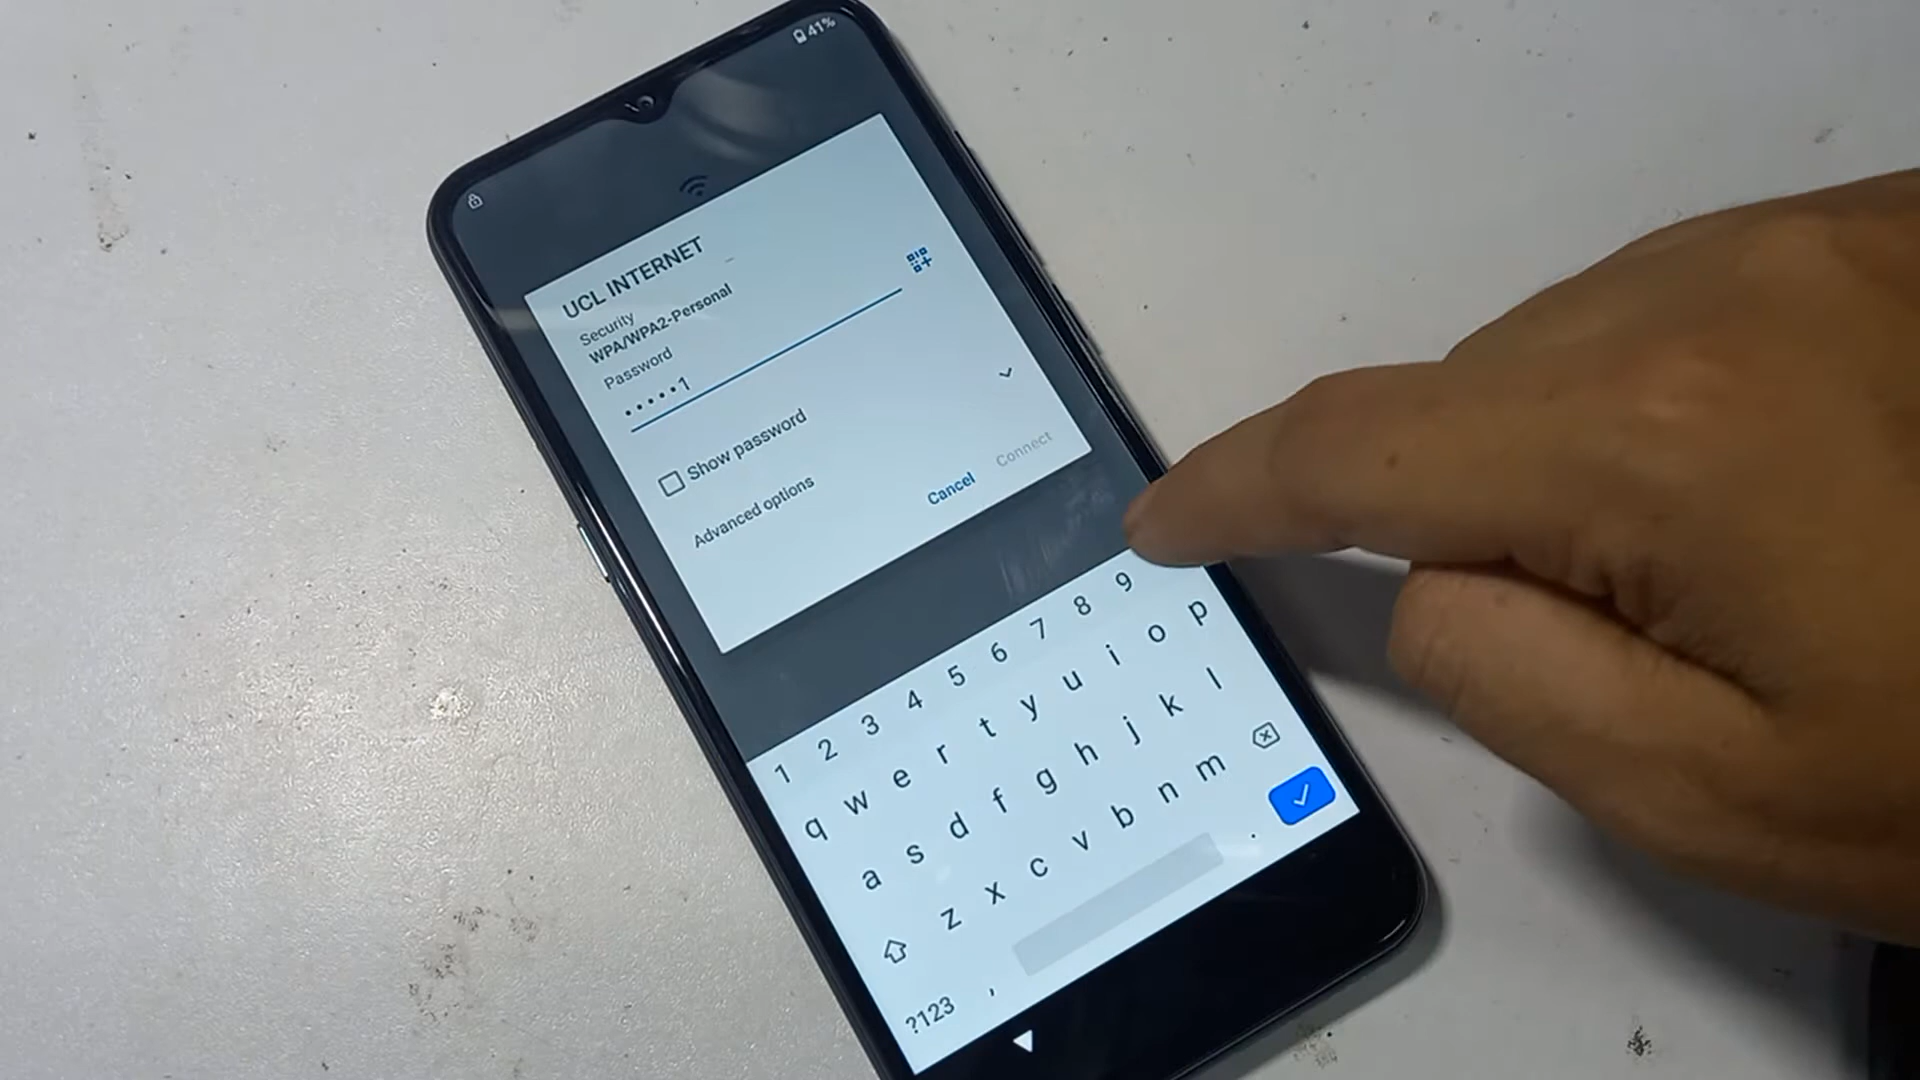 41%
UCL INTERNET
Security
WPA/WPA2-Personal
Password
•••••1
Show password
Advanced options
Cancel
Connect
1 2 3 4 5 6 7 8 9
q w e r t y u i o p
a s d f g h j k l
z x c v b n m
?123 , .